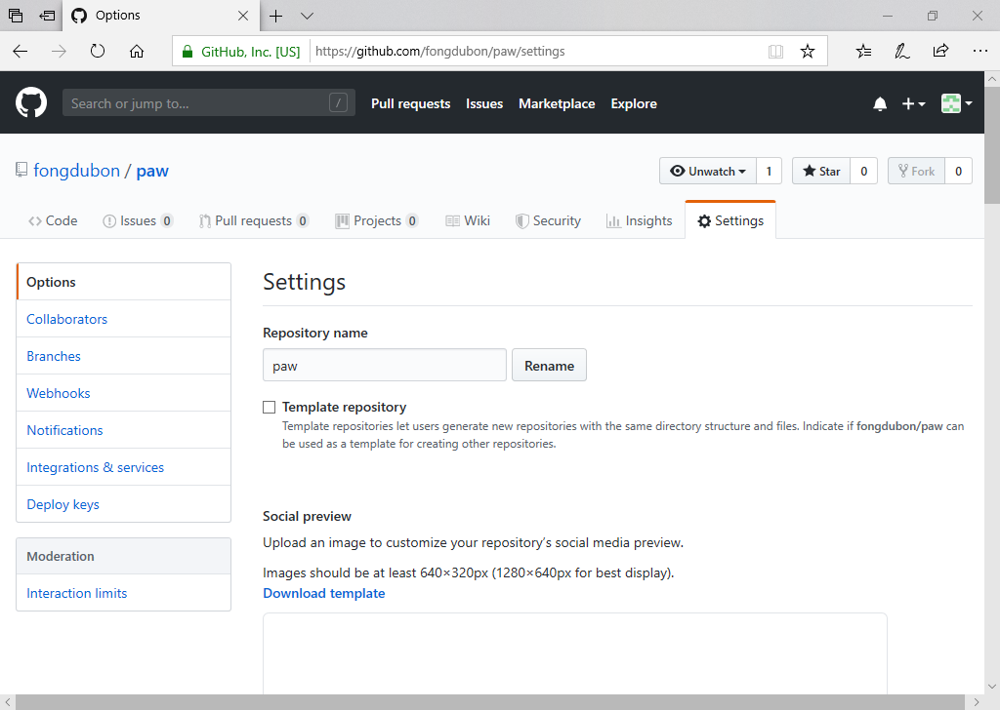 Options
GitHub, Inc. [US] https://github.com/fongdubon/paw/settings
Search or jump to... / Pull requests Issues Marketplace Explore
fongdubon / paw Unwatch 1 Star 0 Fork 0
Code Issues 0 Pull requests 0 Projects 0 Wiki Security Insights Settings
Options
Collaborators
Branches
Webhooks
Notifications
Integrations & services
Deploy keys
Moderation
Interaction limits
Settings
Repository name
paw Rename
Template repository
Template repositories let users generate new repositories with the same directory structure and files. Indicate if fongdubon/paw can
be used as a template for creating other repositories.
Social preview
Upload an image to customize your repository’s social media preview.
Images should be at least 640×320px (1280×640px for best display).
Download template